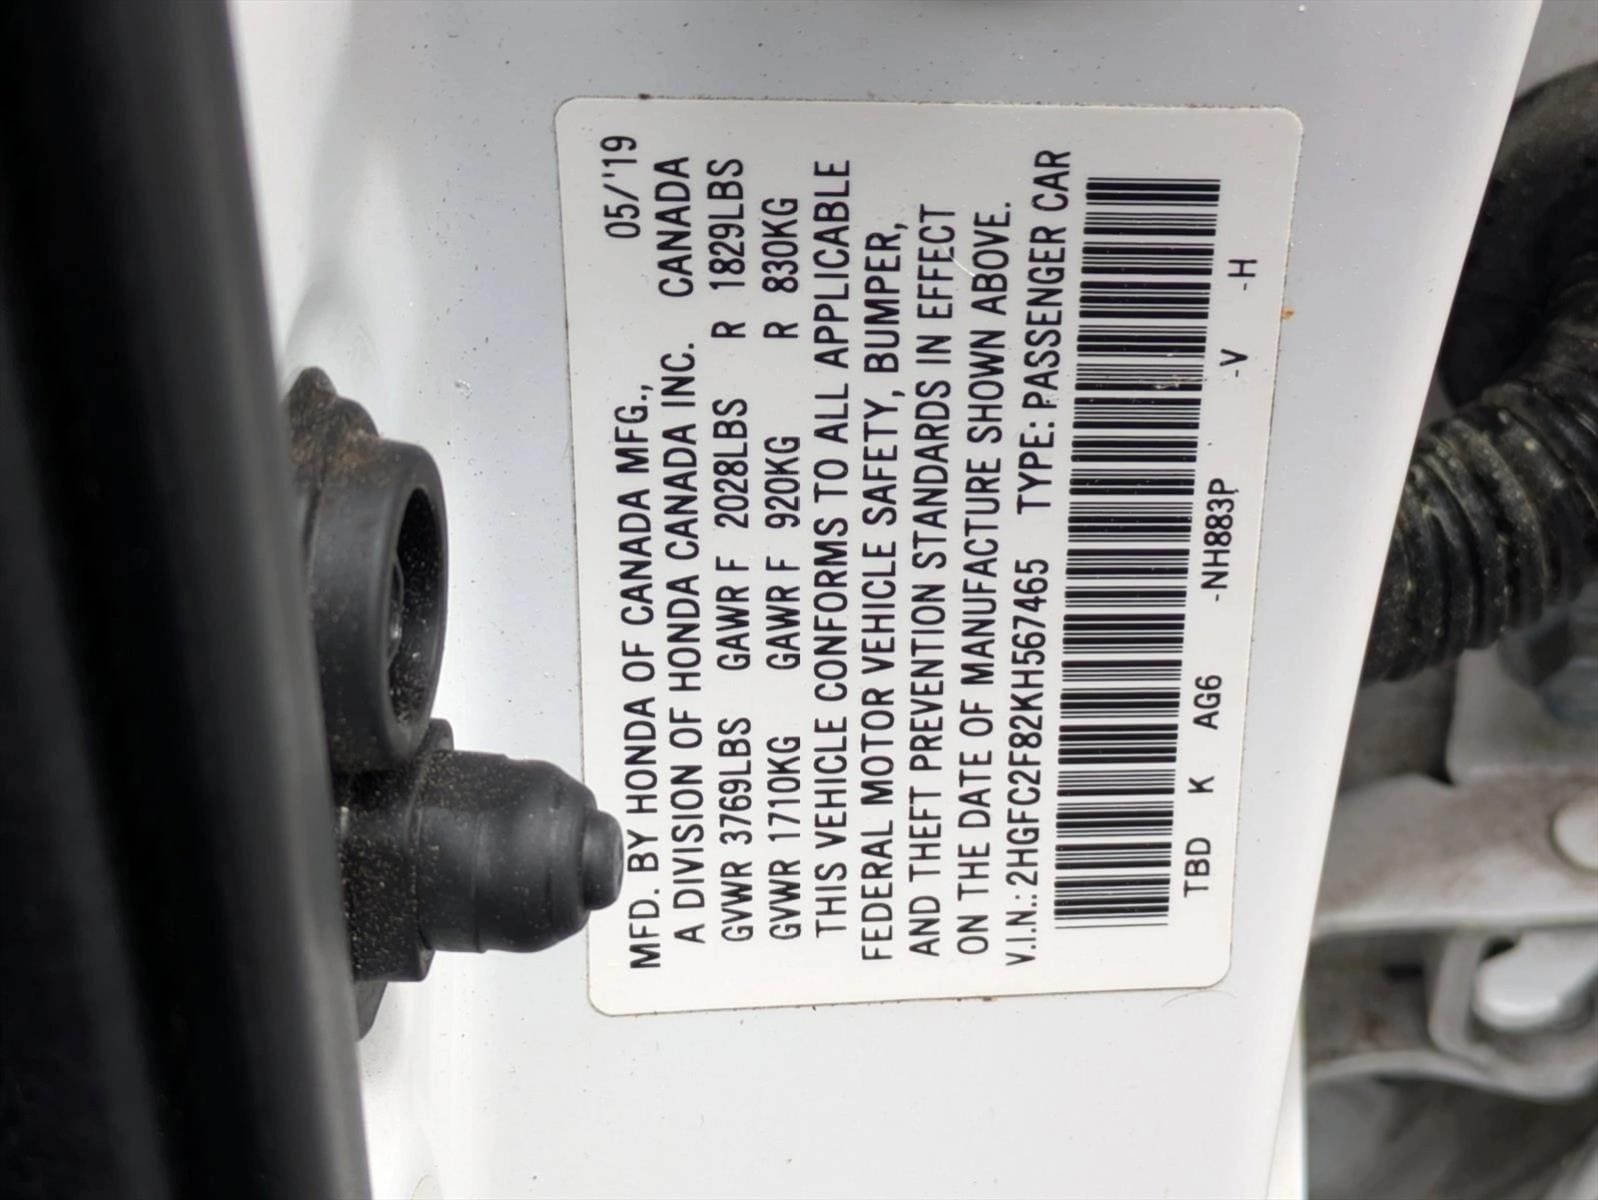 05/'19
MFD. BY HONDA OF CANADA MFG.,
A DIVISION OF HONDA CANADA INC. CANADA
GVWR 3769LBS GAWR F 2028LBS R 1829LBS
GVWR 1710KG GAWR F 920KG R 830KG
THIS VEHICLE CONFORMS TO ALL APPLICABLE
FEDERAL MOTOR VEHICLE SAFETY, BUMPER,
AND THEFT PREVENTION STANDARDS IN EFFECT
ON THE DATE OF MANUFACTURE SHOWN ABOVE.
V.I.N.: 2HGFC2F82KH567465 TYPE: PASSENGER CAR
TBD K AG6 -NH883P -V -H